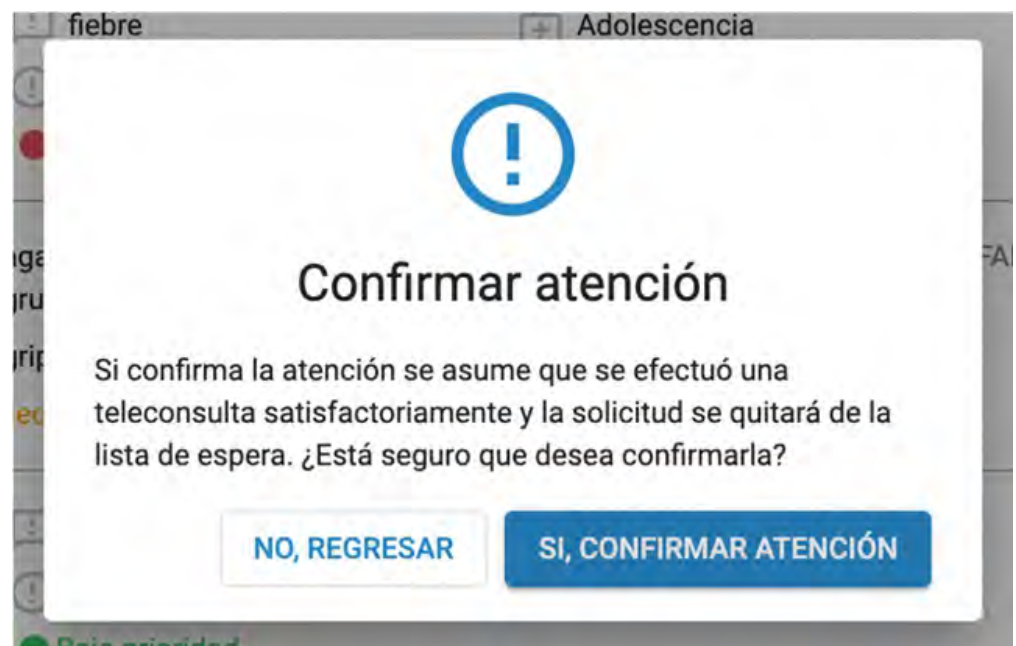 fiebre
Adolescencia
Confirmar atención
Si confirma la atención se asume que se efectuó una
teleconsulta satisfactoriamente y la solicitud se quitará de la
lista de espera. ¿Está seguro que desea confirmarla?
NO, REGRESAR
SI, CONFIRMAR ATENCIÓN